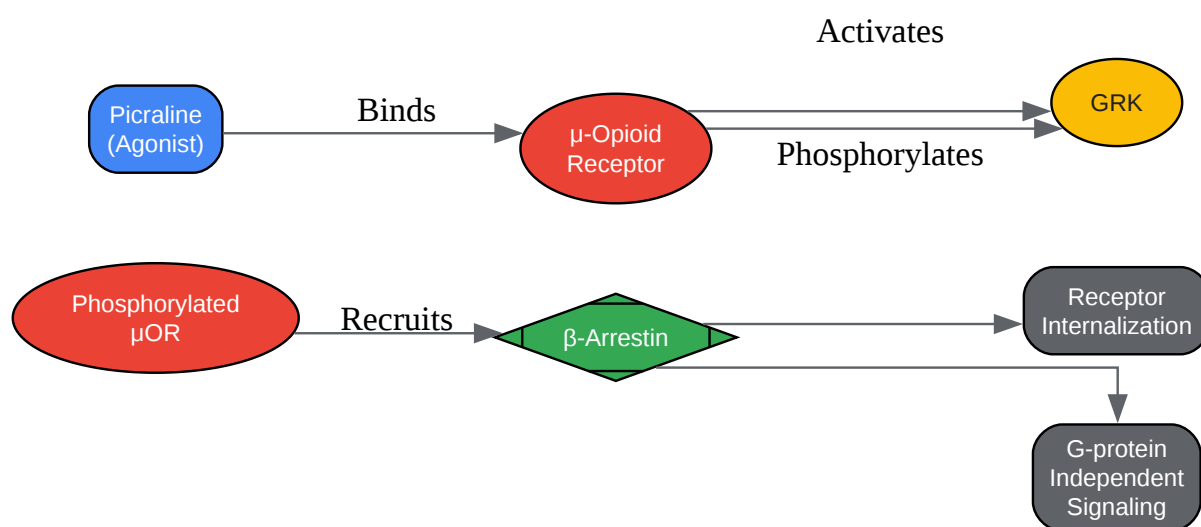 Activates
Picraline
(Agonist)
Binds
μ-Opioid
Receptor
GRK
Phosphorylates
Phosphorylated
μOR
Recruits
β-Arrestin
Receptor
Internalization
G-protein
Independent
Signaling